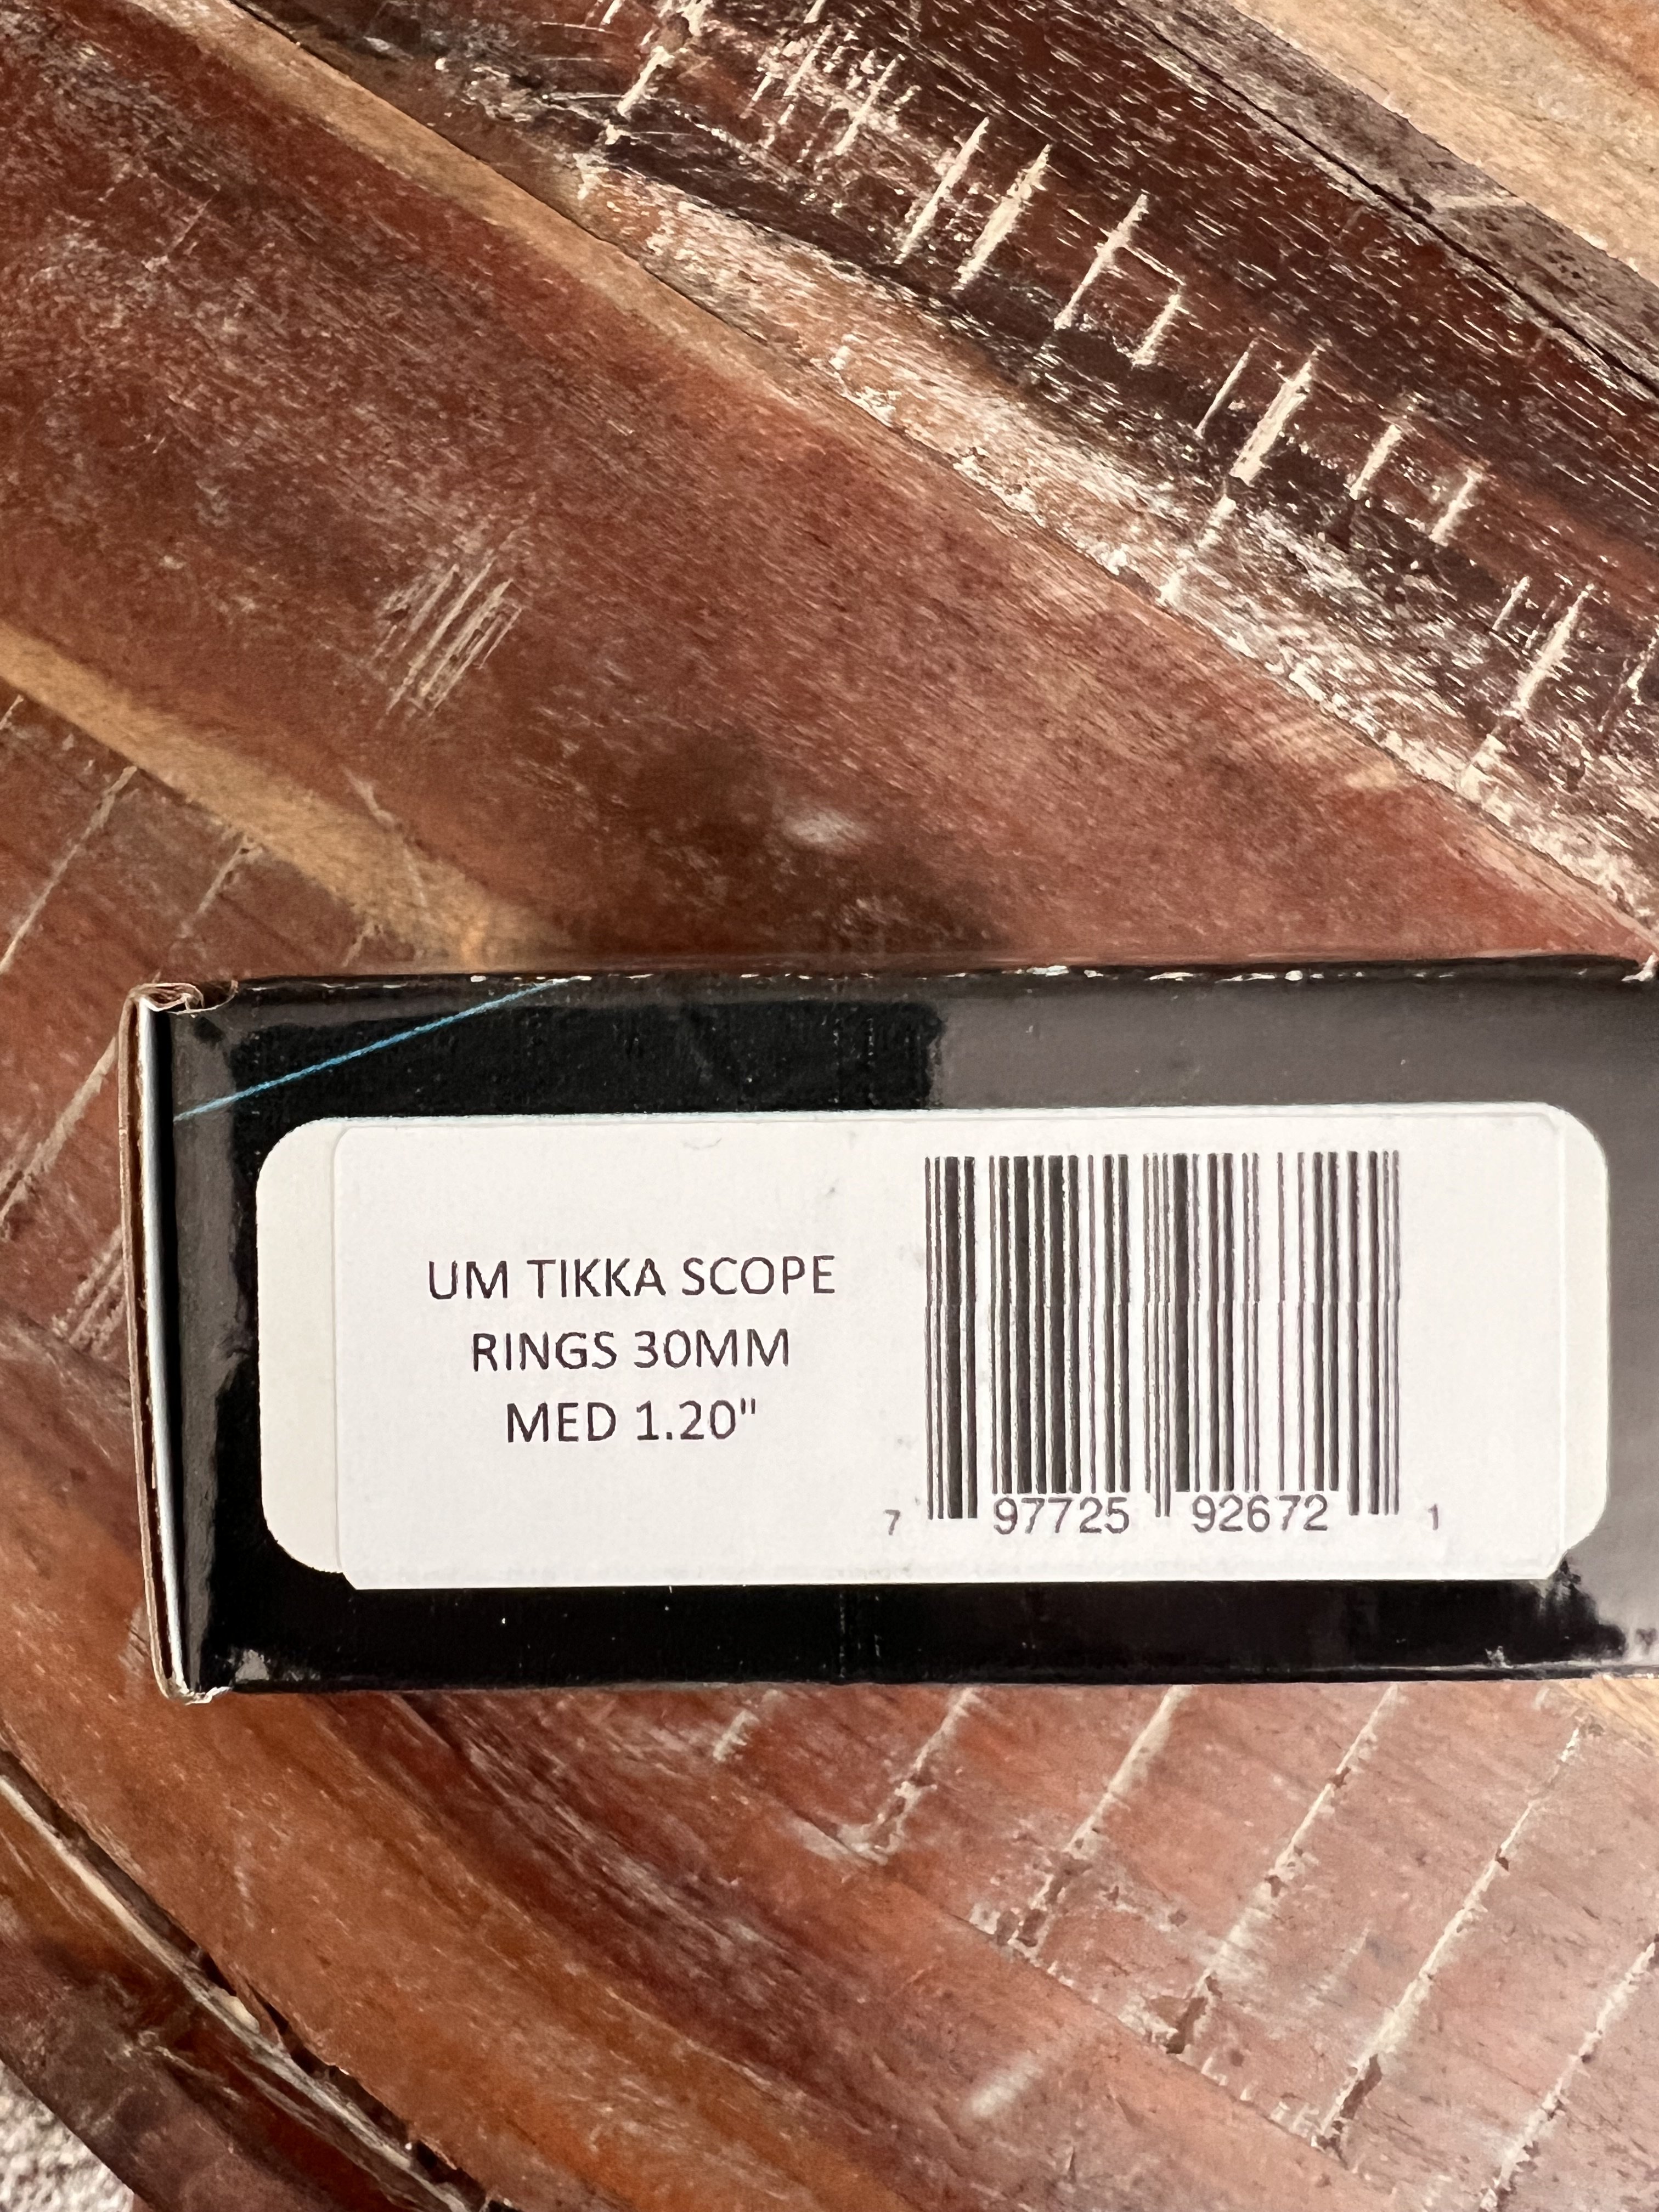 UM TIKKA SCOPE
RINGS 30MM
MED 1.20"
7 97725 92672 1